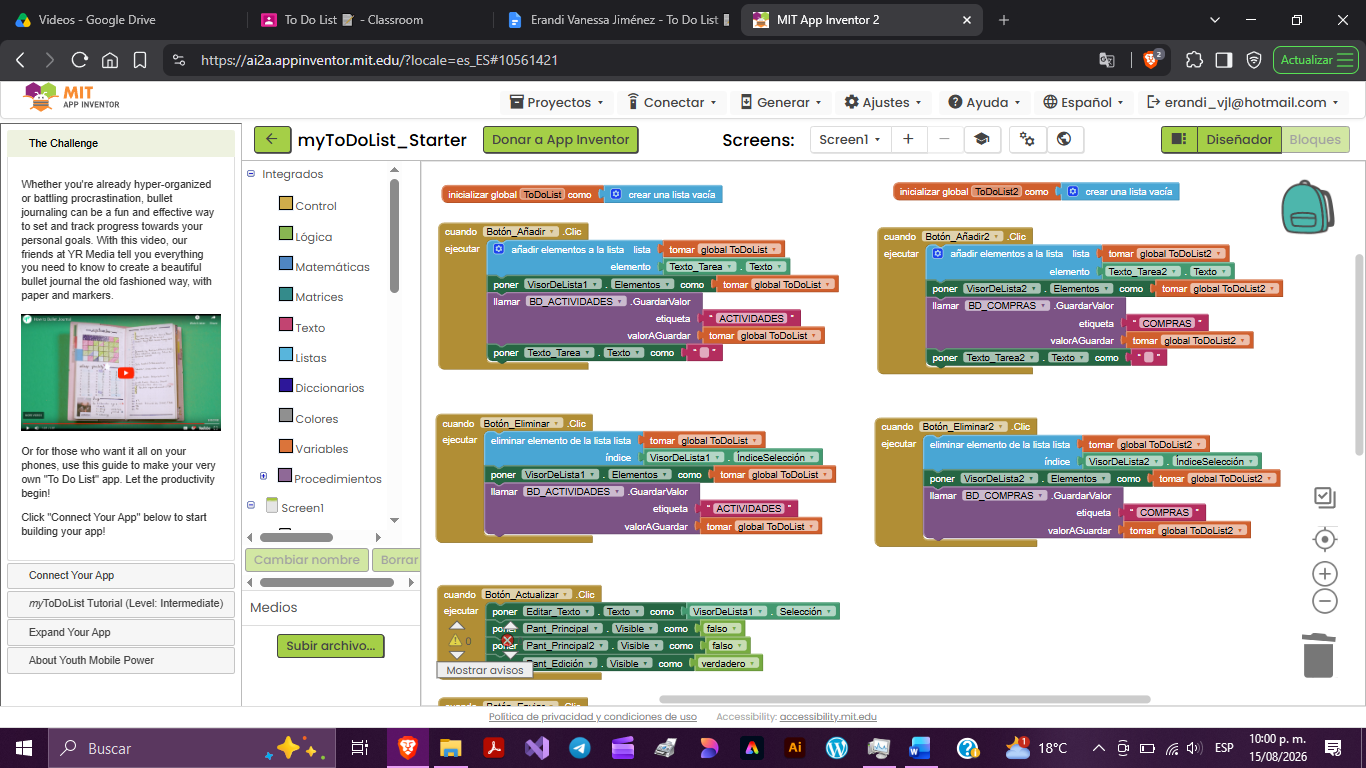 Videos - Google Drive
To Do List - Classroom
Erandi Vanessa Jiménez - To Do List
MIT App Inventor 2
https://ai2a.appinventor.mit.edu/?locale=es_ES#10561421
2
Actualizar
MIT
APP INVENTOR
Proyectos
Conectar
Generar
Ajustes
Ayuda
Español
erandi_vjl@hotmail.com
myToDoList_Starter
Donar a App Inventor
Screens:
Screen1
Diseñador
Bloques
The Challenge
Whether you're already hyper-organized
or battling procrastination, bullet
journaling can be a fun and effective way
to set and track progress towards your
personal goals. With this video, our
friends at YR Media tell you everything
you need to know to create a beautiful
bullet journal the old fashioned way, with
paper and markers.
Or for those who want it all on your
phones, use this guide to make your very
own "To Do List" app. Let the productivity
begin!
Click "Connect Your App" below to start
building your app!
Connect Your App
myToDoList Tutorial (Level: Intermediate)
Expand Your App
About Youth Mobile Power
Integrados
Control
Lógica
Matemáticas
Matrices
Texto
Listas
Diccionarios
Colores
Variables
Procedimientos
Screen1
Cambiar nombre
Borrar
Medios
Subir archivo...
inicializar global ToDoList como crear una lista vacía
cuando Botón_Añadir .Clic
ejecutar añadir elementos a la lista lista tomar global ToDoList
elemento Texto_Tarea . Texto
poner VisorDeLista1 . Elementos como tomar global ToDoList
llamar BD_ACTIVIDADES .GuardarValor
etiqueta " ACTIVIDADES "
valorAGuardar tomar global ToDoList
poner Texto_Tarea . Texto como " "
cuando Botón_Eliminar .Clic
ejecutar eliminar elemento de la lista lista tomar global ToDoList
índice VisorDeLista1 . ÍndiceSelección
poner VisorDeLista1 . Elementos como tomar global ToDoList
llamar BD_ACTIVIDADES .GuardarValor
etiqueta " ACTIVIDADES "
valorAGuardar tomar global ToDoList
cuando Botón_Actualizar .Clic
ejecutar poner Editar_Texto . Texto como VisorDeLista1 . Selección
poner Pant_Principal . Visible como falso
poner Pant_Principal2 . Visible como falso
Pant_Edición . Visible como verdadero
0
Mostrar avisos
inicializar global ToDoList2 como crear una lista vacía
cuando Botón_Añadir2 .Clic
ejecutar añadir elementos a la lista lista tomar global ToDoList2
elemento Texto_Tarea2 . Texto
poner VisorDeLista2 . Elementos como tomar global ToDoList2
llamar BD_COMPRAS .GuardarValor
etiqueta " COMPRAS "
valorAGuardar tomar global ToDoList2
poner Texto_Tarea2 . Texto como " "
cuando Botón_Eliminar2 .Clic
ejecutar eliminar elemento de la lista lista tomar global ToDoList2
índice VisorDeLista2 . ÍndiceSelección
poner VisorDeLista2 . Elementos como tomar global ToDoList2
llamar BD_COMPRAS .GuardarValor
etiqueta " COMPRAS "
valorAGuardar tomar global ToDoList2
Política de privacidad y condiciones de uso
Accessibility: accessibility.mit.edu
Buscar
18°C
ESP
10:00 p. m.
15/08/2026